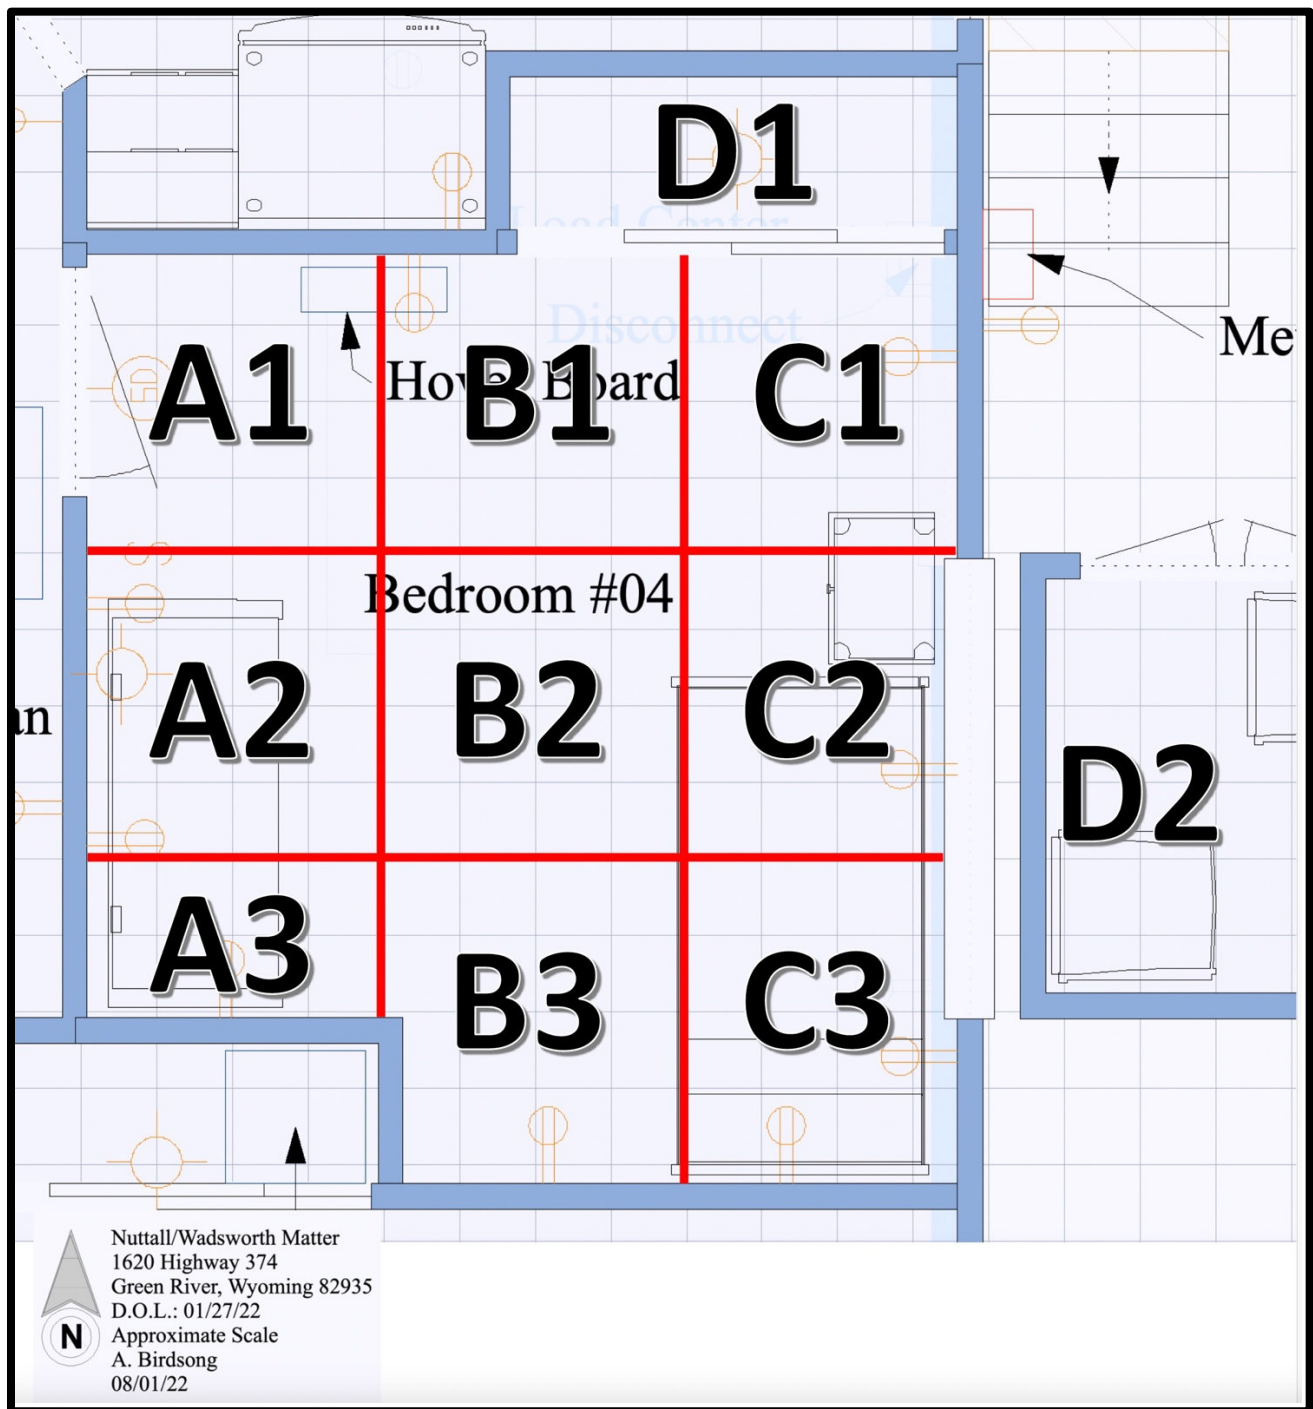 D1
Load Center
Disconnect
Me
A1
Hover Board
B1
C1
Bedroom #04
A2
B2
C2
an
D2
A3
B3
C3
N
Nuttall/Wadsworth Matter
1620 Highway 374
Green River, Wyoming 82935
D.O.L.: 01/27/22
Approximate Scale
A. Birdsong
08/01/22